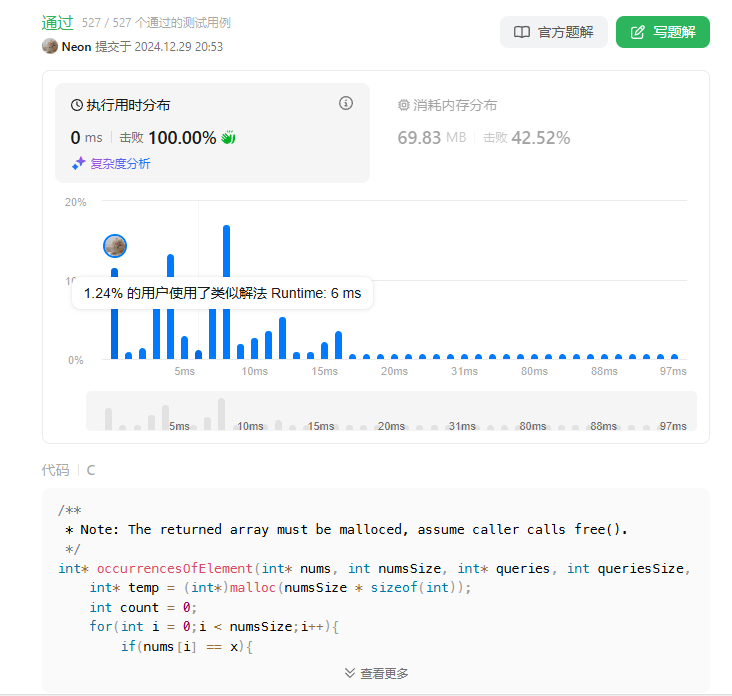 通过 527 / 527 个通过的测试用例
Neon 提交于 2024.12.29 20:53
官方题解
写题解
执行用时分布
0 ms 击败 100.00%
复杂度分析
消耗内存分布
69.83 MB 击败 42.52%
20%
1.24% 的用户使用了类似解法 Runtime: 6 ms
0%
5ms 10ms 15ms 20ms 31ms 80ms 88ms 97ms
5ms 10ms 15ms 20ms 31ms 80ms 88ms 97ms
代码 C
/**
 * Note: The returned array must be malloced, assume caller calls free().
 */
int* occurrencesOfElement(int* nums, int numsSize, int* queries, int queriesSize,
    int* temp = (int*)malloc(numsSize * sizeof(int));
    int count = 0;
    for(int i = 0;i < numsSize;i++){
        if(nums[i] == x){
查看更多